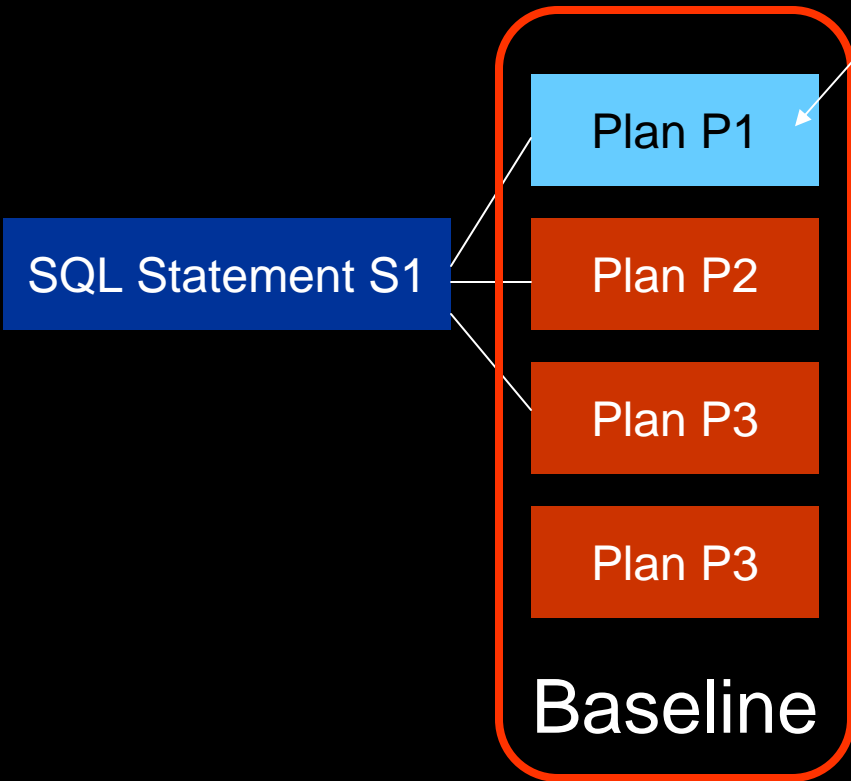 Plan P1
SQL Statement S1
Plan P2
Plan P3
Plan P3
Baseline